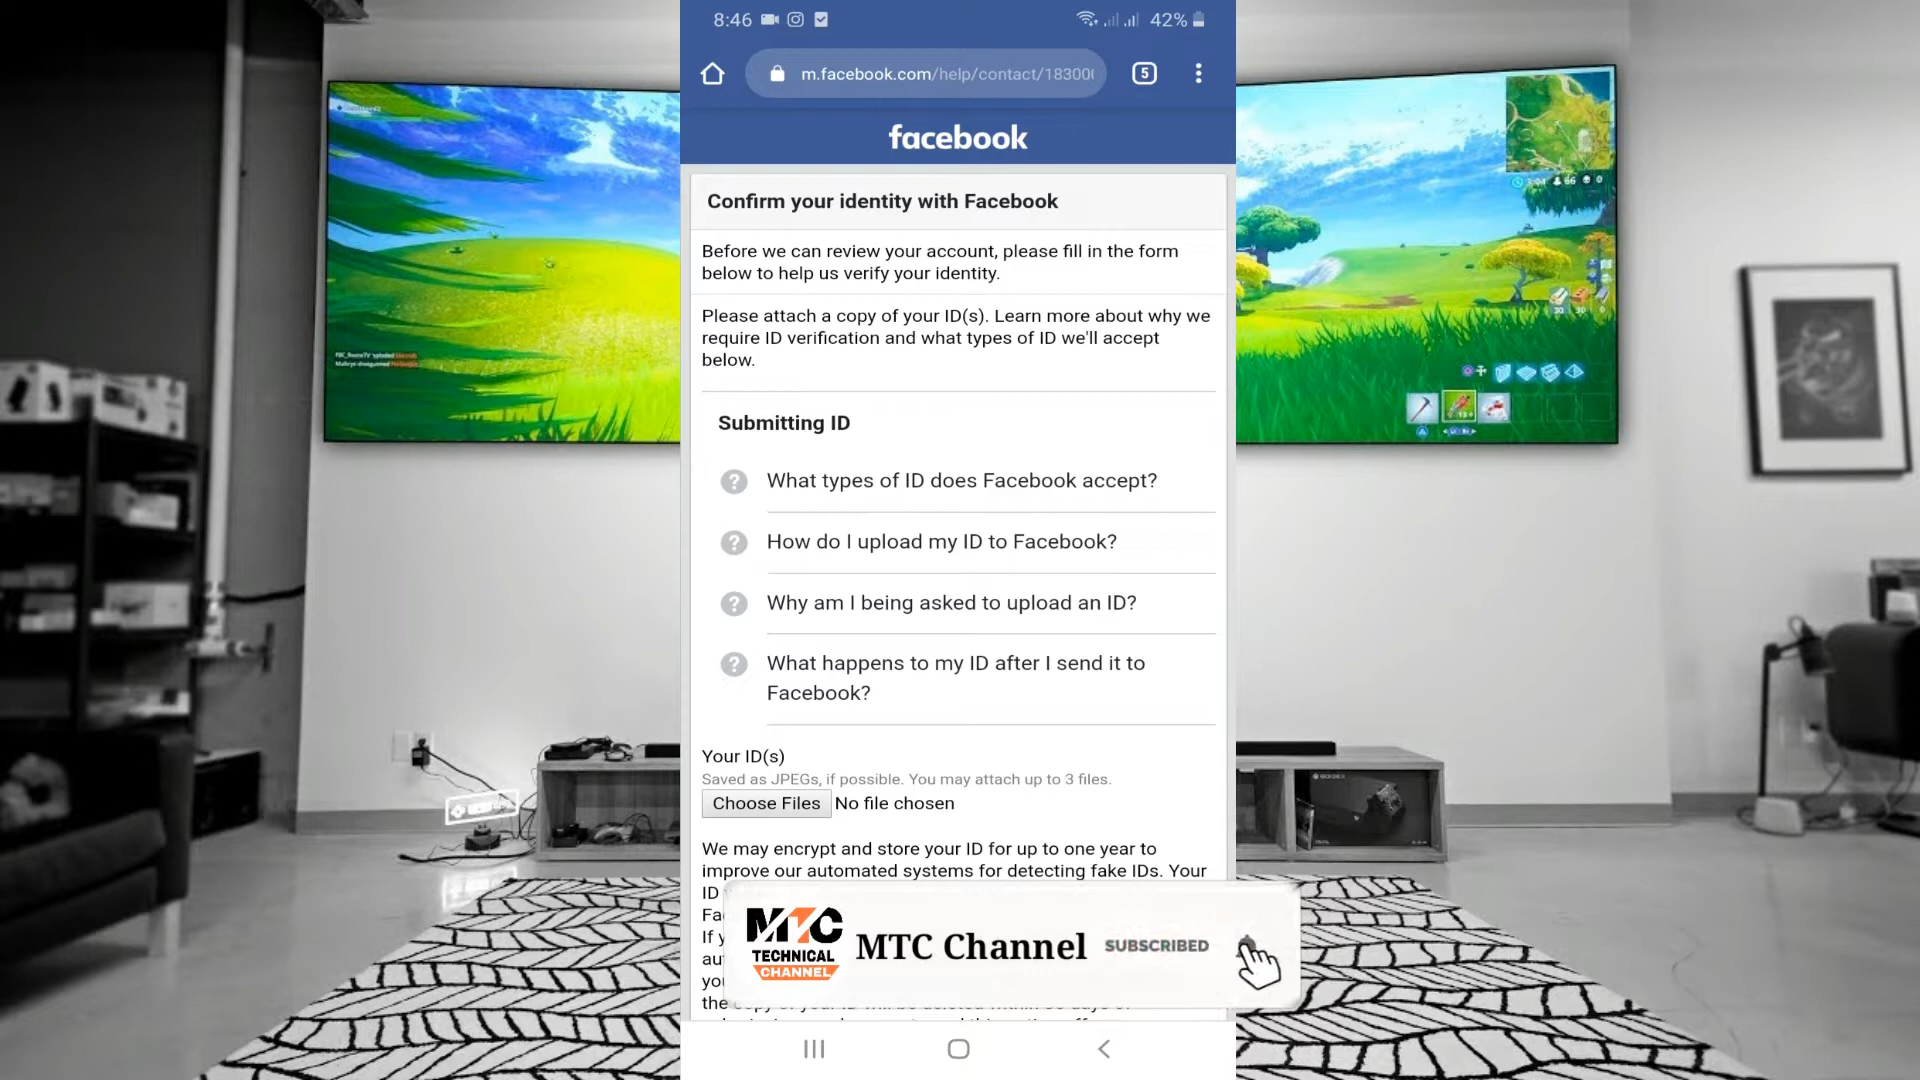 8:46
42%
m.facebook.com/help/contact/18300
5
facebook
Confirm your identity with Facebook
Before we can review your account, please fill in the form
below to help us verify your identity.
Please attach a copy of your ID(s). Learn more about why we
require ID verification and what types of ID we'll accept
below.
Submitting ID
? What types of ID does Facebook accept?
? How do I upload my ID to Facebook?
? Why am I being asked to upload an ID?
? What happens to my ID after I send it to
Facebook?
Your ID(s)
Saved as JPEGs, if possible. You may attach up to 3 files.
Choose Files No file chosen
We may encrypt and store your ID for up to one year to
improve our automated systems for detecting fake IDs. Your
ID
If
the
MTC
TECHNICAL
CHANNEL
MTC Channel
SUBSCRIBED
66
0
30
30
0